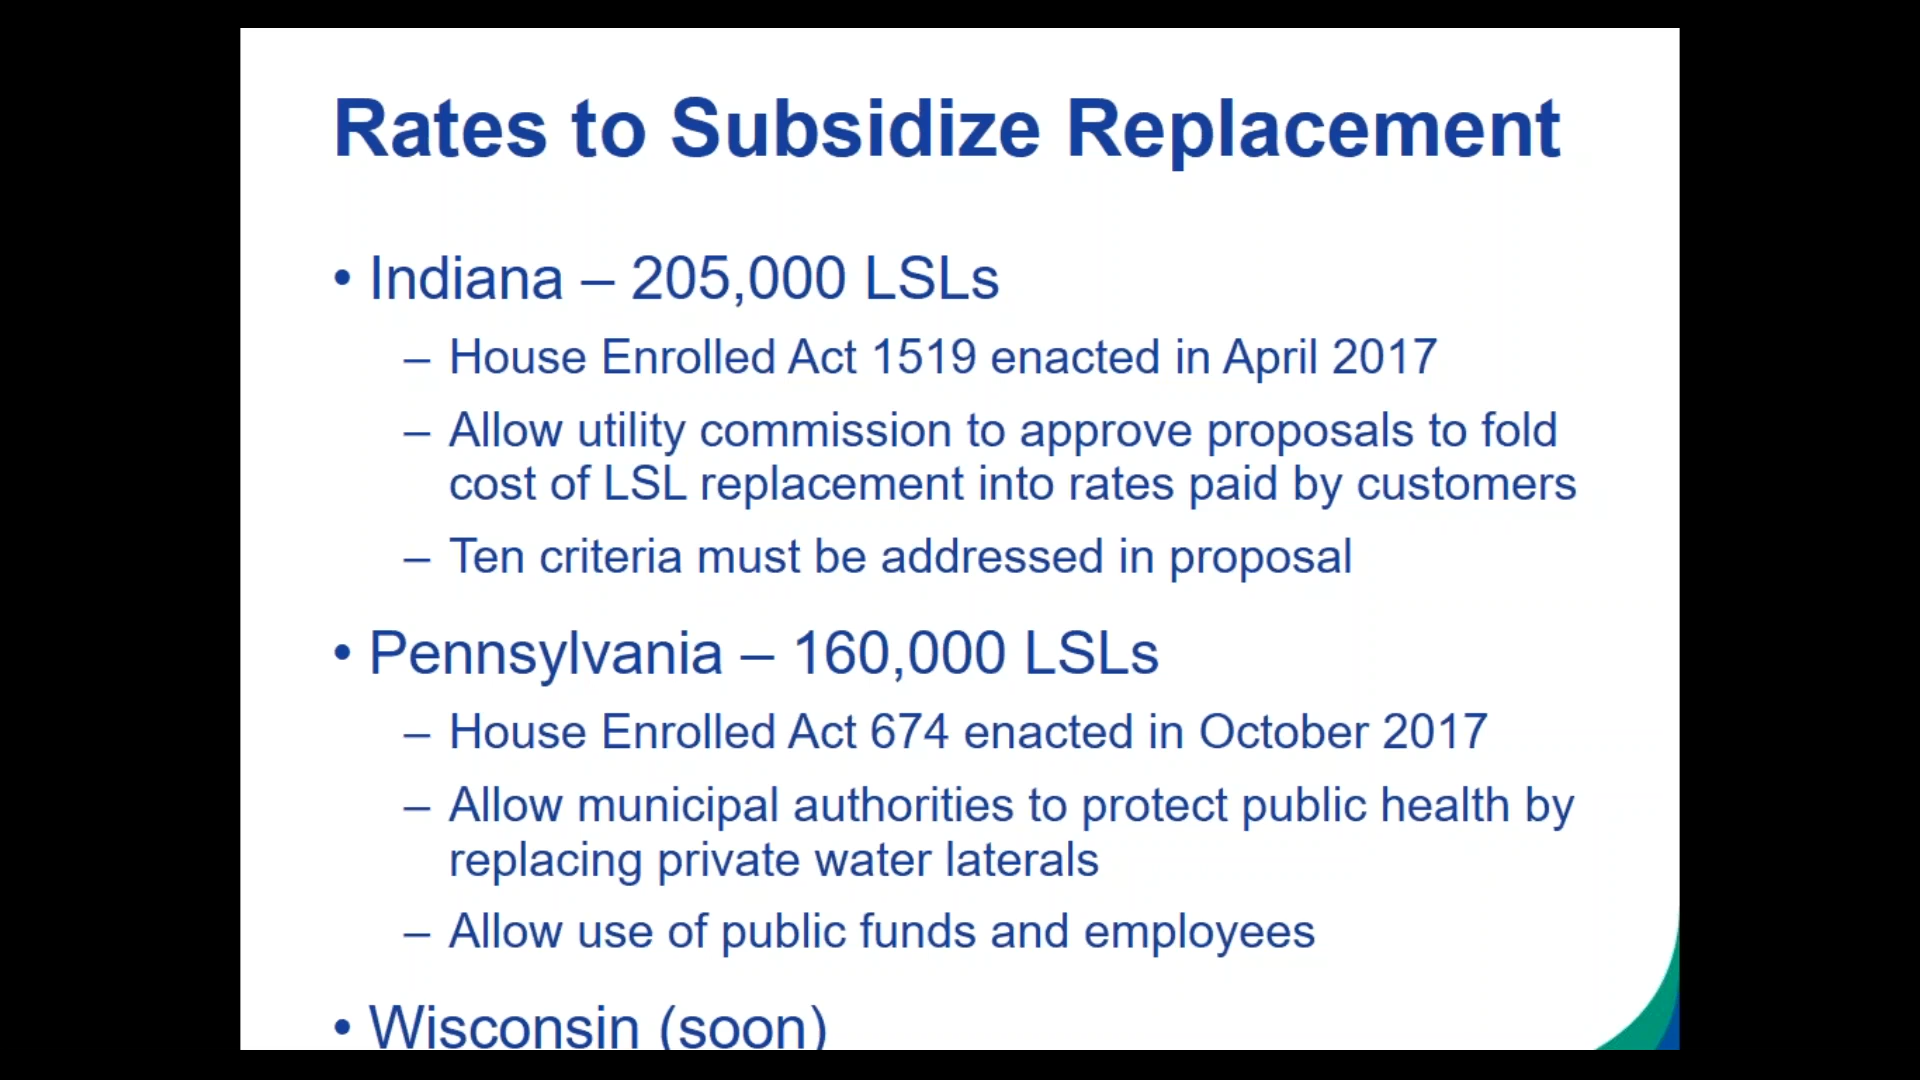 Rates to Subsidize Replacement
• Indiana – 205,000 LSLs
– House Enrolled Act 1519 enacted in April 2017
– Allow utility commission to approve proposals to fold
cost of LSL replacement into rates paid by customers
– Ten criteria must be addressed in proposal
• Pennsylvania – 160,000 LSLs
– House Enrolled Act 674 enacted in October 2017
– Allow municipal authorities to protect public health by
replacing private water laterals
– Allow use of public funds and employees
• Wisconsin (soon)